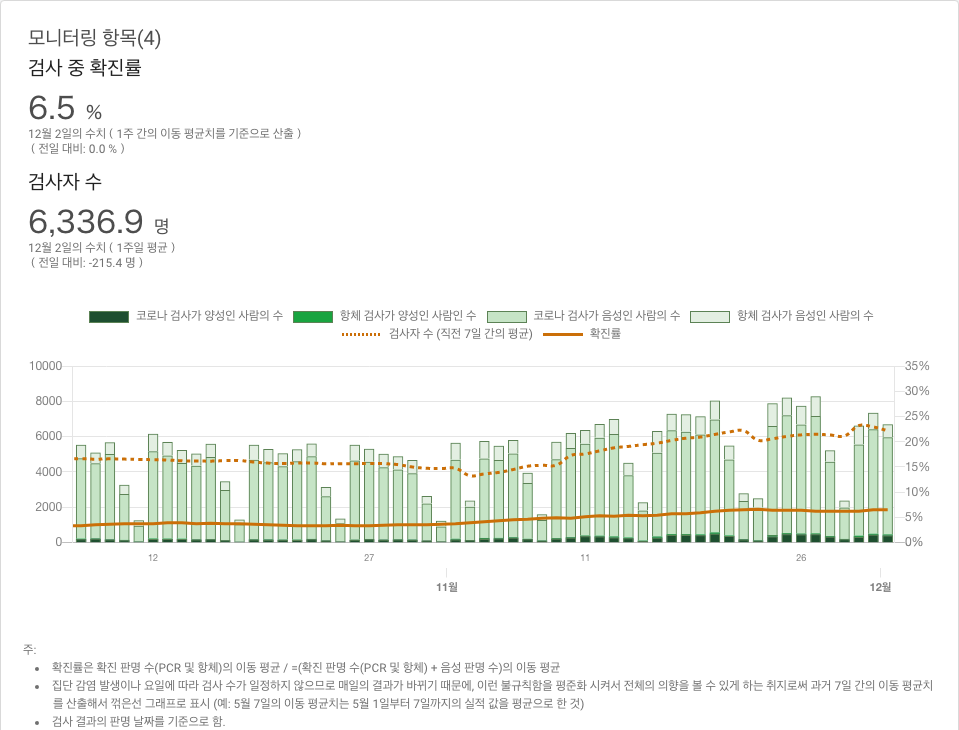 모니터링 항목(4)
검사 중 확진률
6.5 %
12월 2일의 수치 ( 1주 간의 이동 평균치를 기준으로 산출 )
( 전일 대비: 0.0 % )
검사자 수
6,336.9 명
12월 2일의 수치 ( 1주일 평균 )
( 전일 대비: -215.4 명 )
코로나 검사가 양성인 사람의 수 항체 검사가 양성인 사람인 수 코로나 검사가 음성인 사람의 수 항체 검사가 음성인 사람의 수
검사자 수 (직전 7일 간의 평균) 확진률
10000 35%
30%
8000
25%
6000 20%
4000 15%
10%
2000
5%
0 0%
12 27 11 26
11월 12월
주:
확진률은 확진 판명 수(PCR 및 항체)의 이동 평균 / =(확진 판명 수(PCR 및 항체) + 음성 판명 수)의 이동 평균
집단 감염 발생이나 요일에 따라 검사 수가 일정하지 않으므로 매일의 결과가 바뀌기 때문에, 이런 불규칙함을 평준화 시켜서 전체의 의향을 볼 수 있게 하는 취지로써 과거 7일 간의 이동 평균치
를 산출해서 꺾은선 그래프로 표시 (예: 5월 7일의 이동 평균치는 5월 1일부터 7일까지의 실적 값을 평균으로 한 것)
검사 결과의 판명 날짜를 기준으로 함.